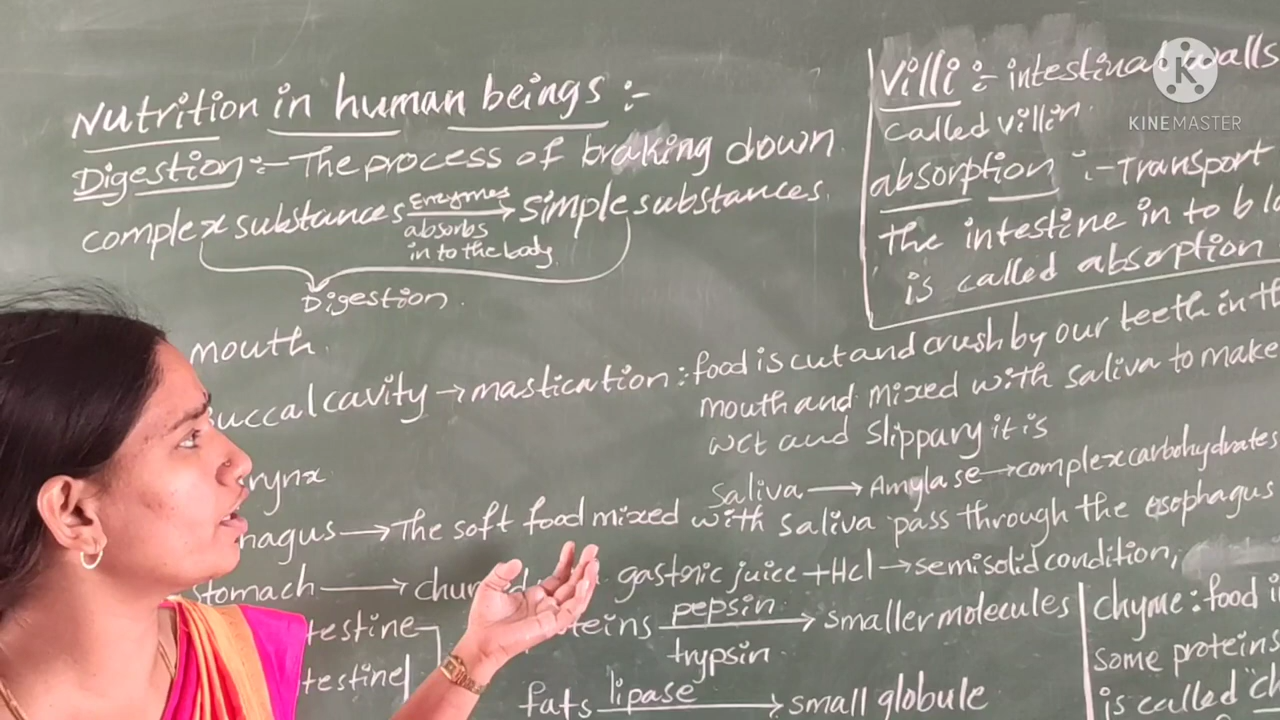 Nutrition in human beings :-
Digestion :- The process of braking down
complex substances enzymes → simple substances.
absorbs
in to the body
Digestion.
mouth.
Buccal cavity → mastication : food is cut and crush by our teeth in th
mouth and mixed with saliva to make
wet and slippary it is
rynx
saliva → Amylase → complex carbohydrates
nagus → The soft food mixed with saliva pass through the esophagus
stomach → chur gastric juice + Hcl → semisolid condition,
testine
teins pepsin → smaller molecules
trypsin
testine
fats lipase → small globule
Villi :- intestinal walls
called villin
absorption :- Transport
the intestine in to blo
is called absorption
chyme : food i
some proteins
is called ch
KINEMASTER